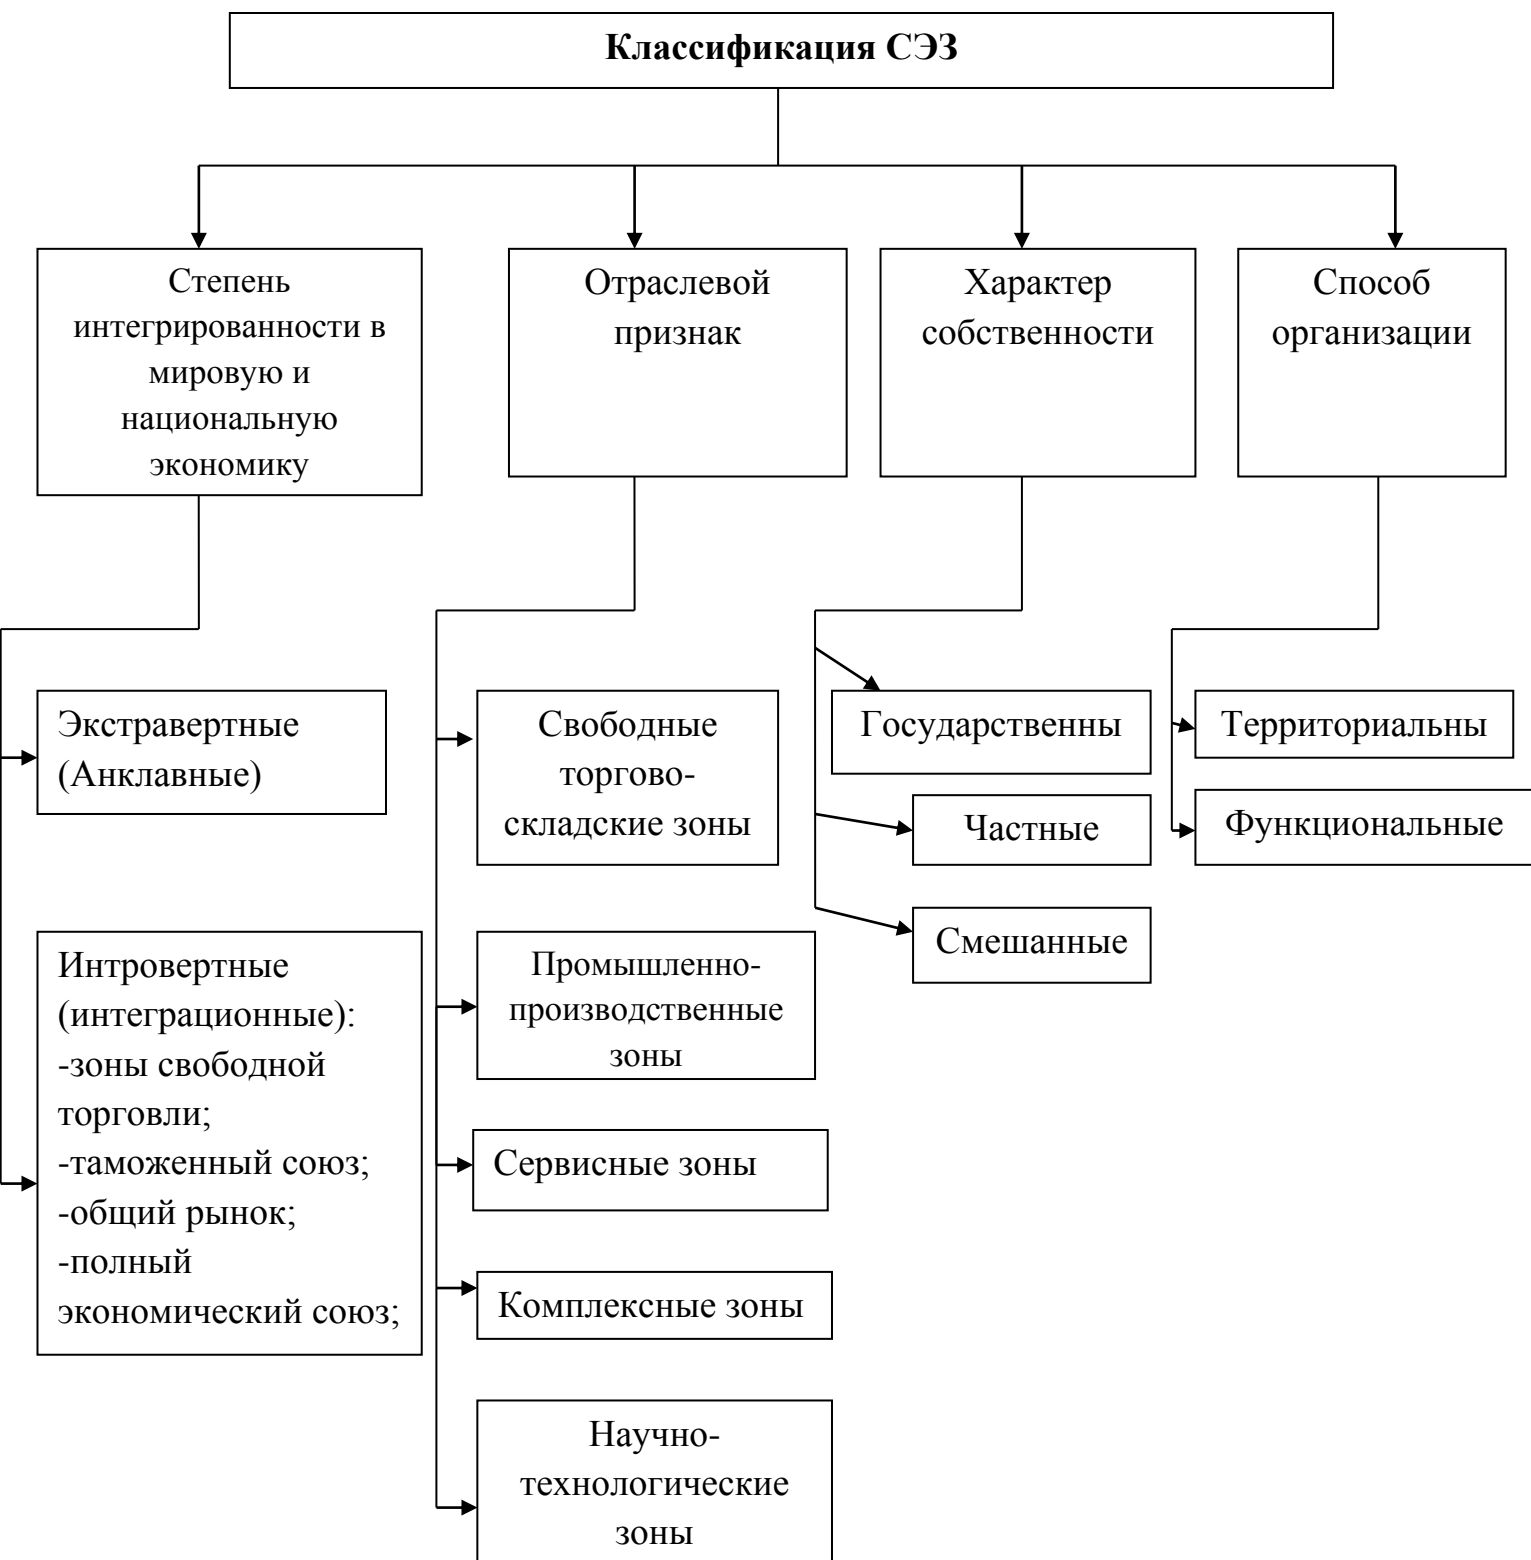 Классификация СЭЗ
Степень
интегрированности в
мировую и
национальную
экономику
Отраслевой
признак
Характер
собственности
Способ
организации
Экстравертные
(Анклавные)
Интровертные
(интеграционные):
-зоны свободной
торговли;
-таможенный союз;
-общий рынок;
-полный
экономический союз;
Свободные
торгово-
складские зоны
Промышленно-
производственные
зоны
Сервисные зоны
Комплексные зоны
Научно-
технологические
зоны
Государственны
Частные
Смешанные
Территориальны
Функциональные